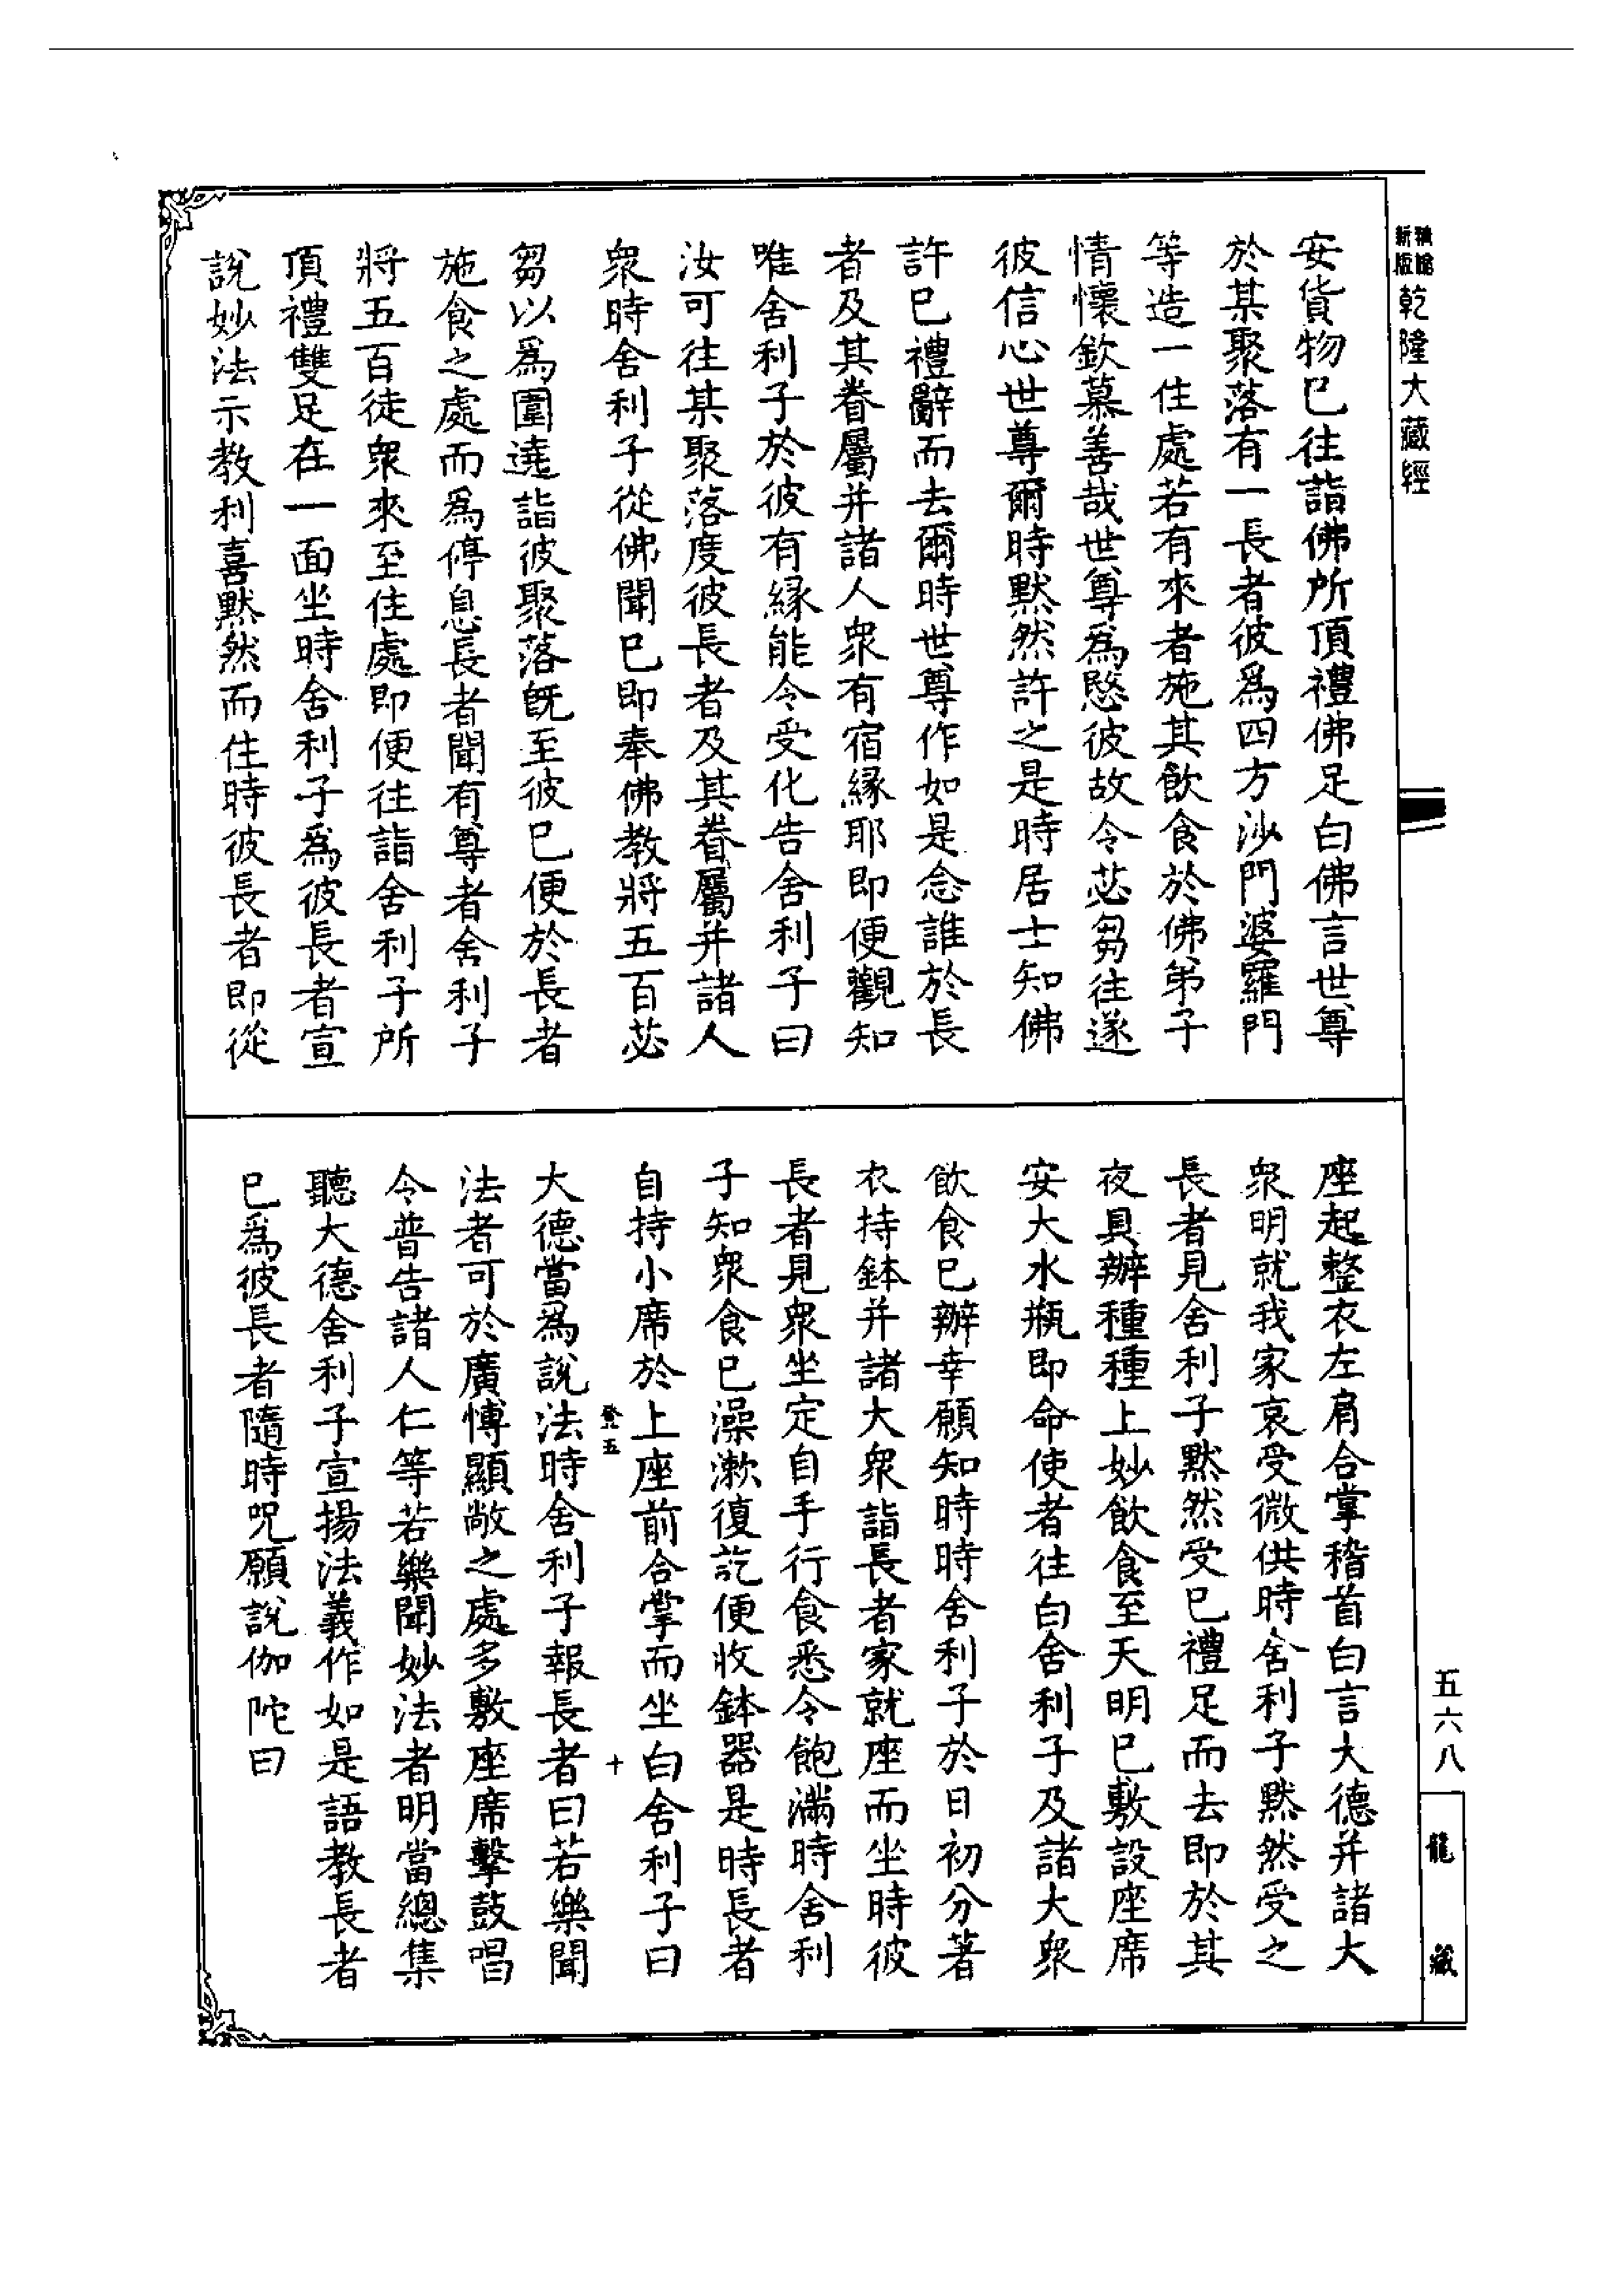 新版
乾隆大藏經
安貨物已往詣佛所頂禮佛足白佛言世尊
於某聚落有一長者彼爲四方沙門婆羅門
等造一住處若有來者施其飲食於佛弟子
情懷欽慕善哉世尊爲愍彼故令苾芻往遂
彼信心世尊爾時默然許之是時居士知佛
許已禮辭而去爾時世尊作如是念誰於長
者及其眷屬并諸人衆有宿緣耶即便觀知
唯舍利子於彼有緣能令受化告舍利子曰
汝可往某聚落度彼長者及其眷屬并諸人
衆時舍利子從佛聞已即奉佛教將五百苾
芻以爲圍遶詣彼聚落旣至彼已便於長者
施食之處而爲停息長者聞有尊者舍利子
將五百徒衆來至住處即便往詣舍利子所
頂禮雙足在一面坐時舍利子爲彼長者宣
說妙法示教利喜默然而住時彼長者即從
座起整衣左肩合掌稽首白言大德并諸大
衆明就我家哀受微供時舍利子默然受之
長者見舍利子默然受已禮足而去即於其
夜具辦種種上妙飲食至天明已敷設座席
安大水瓶即命使者往白舍利子及諸大衆
飲食已辦幸願知時時舍利子於日初分著
衣持鉢并諸大衆詣長者家就座而坐時彼
長者見衆坐定自手行食悉令飽滿時舍利
子知衆食已澡漱復訖便收鉢器是時長者
自持小席於上座前合掌而坐白舍利子曰
登五
十
大德當爲說法時舍利子報長者曰若樂聞
法者可於廣愽顯敞之處多敷座席擊鼓唱
令普告諸人仁等若樂聞妙法者明當總集
聽大德舍利子宣揚法義作如是語教長者
已爲彼長者隨時呪願說伽陀曰
五六八
龍藏